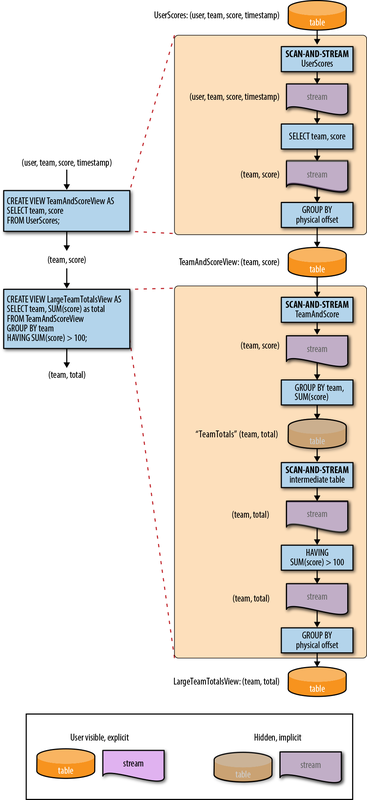 UserScores: (user, team, score, timestamp)
table
SCAN-AND-STREAM
UserScores
(user, team, score, timestamp)
stream
SELECT team, score
(team, score)
stream
GROUP BY
physical offset
(user, team, score, timestamp)
CREATE VIEW TeamAndScoreView AS
SELECT team, score
FROM UserScores;
(team, score)
TeamAndScoreView: (team, score)
table
CREATE VIEW LargeTeamTotalsView AS
SELECT team, SUM(score) as total
FROM TeamAndScoreView
GROUP BY team
HAVING SUM(score) > 100;
(team, total)
SCAN-AND-STREAM
TeamAndScore
(team, score)
stream
GROUP BY team,
SUM(score)
“TeamTotals” (team, total)
table
SCAN-AND-STREAM
intermediate table
(team, total)
stream
HAVING
SUM(score) > 100
(team, total)
stream
GROUP BY
physical offset
LargeTeamTotalsView: (team, total)
table
User visible, explicit
table
stream
Hidden, implicit
table
stream